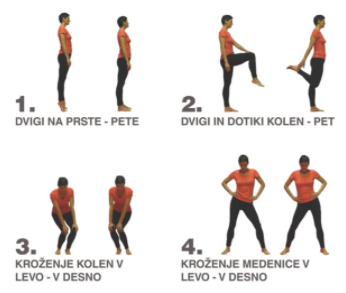 1.
DVIGI NA PRSTE - PETE
2.
DVIGI IN DOTIKI KOLEN - PET
3.
KROŽENJE KOLEN V
LEVO - V DESNO
4.
KROŽENJE MEDENICE V
LEVO - V DESNO